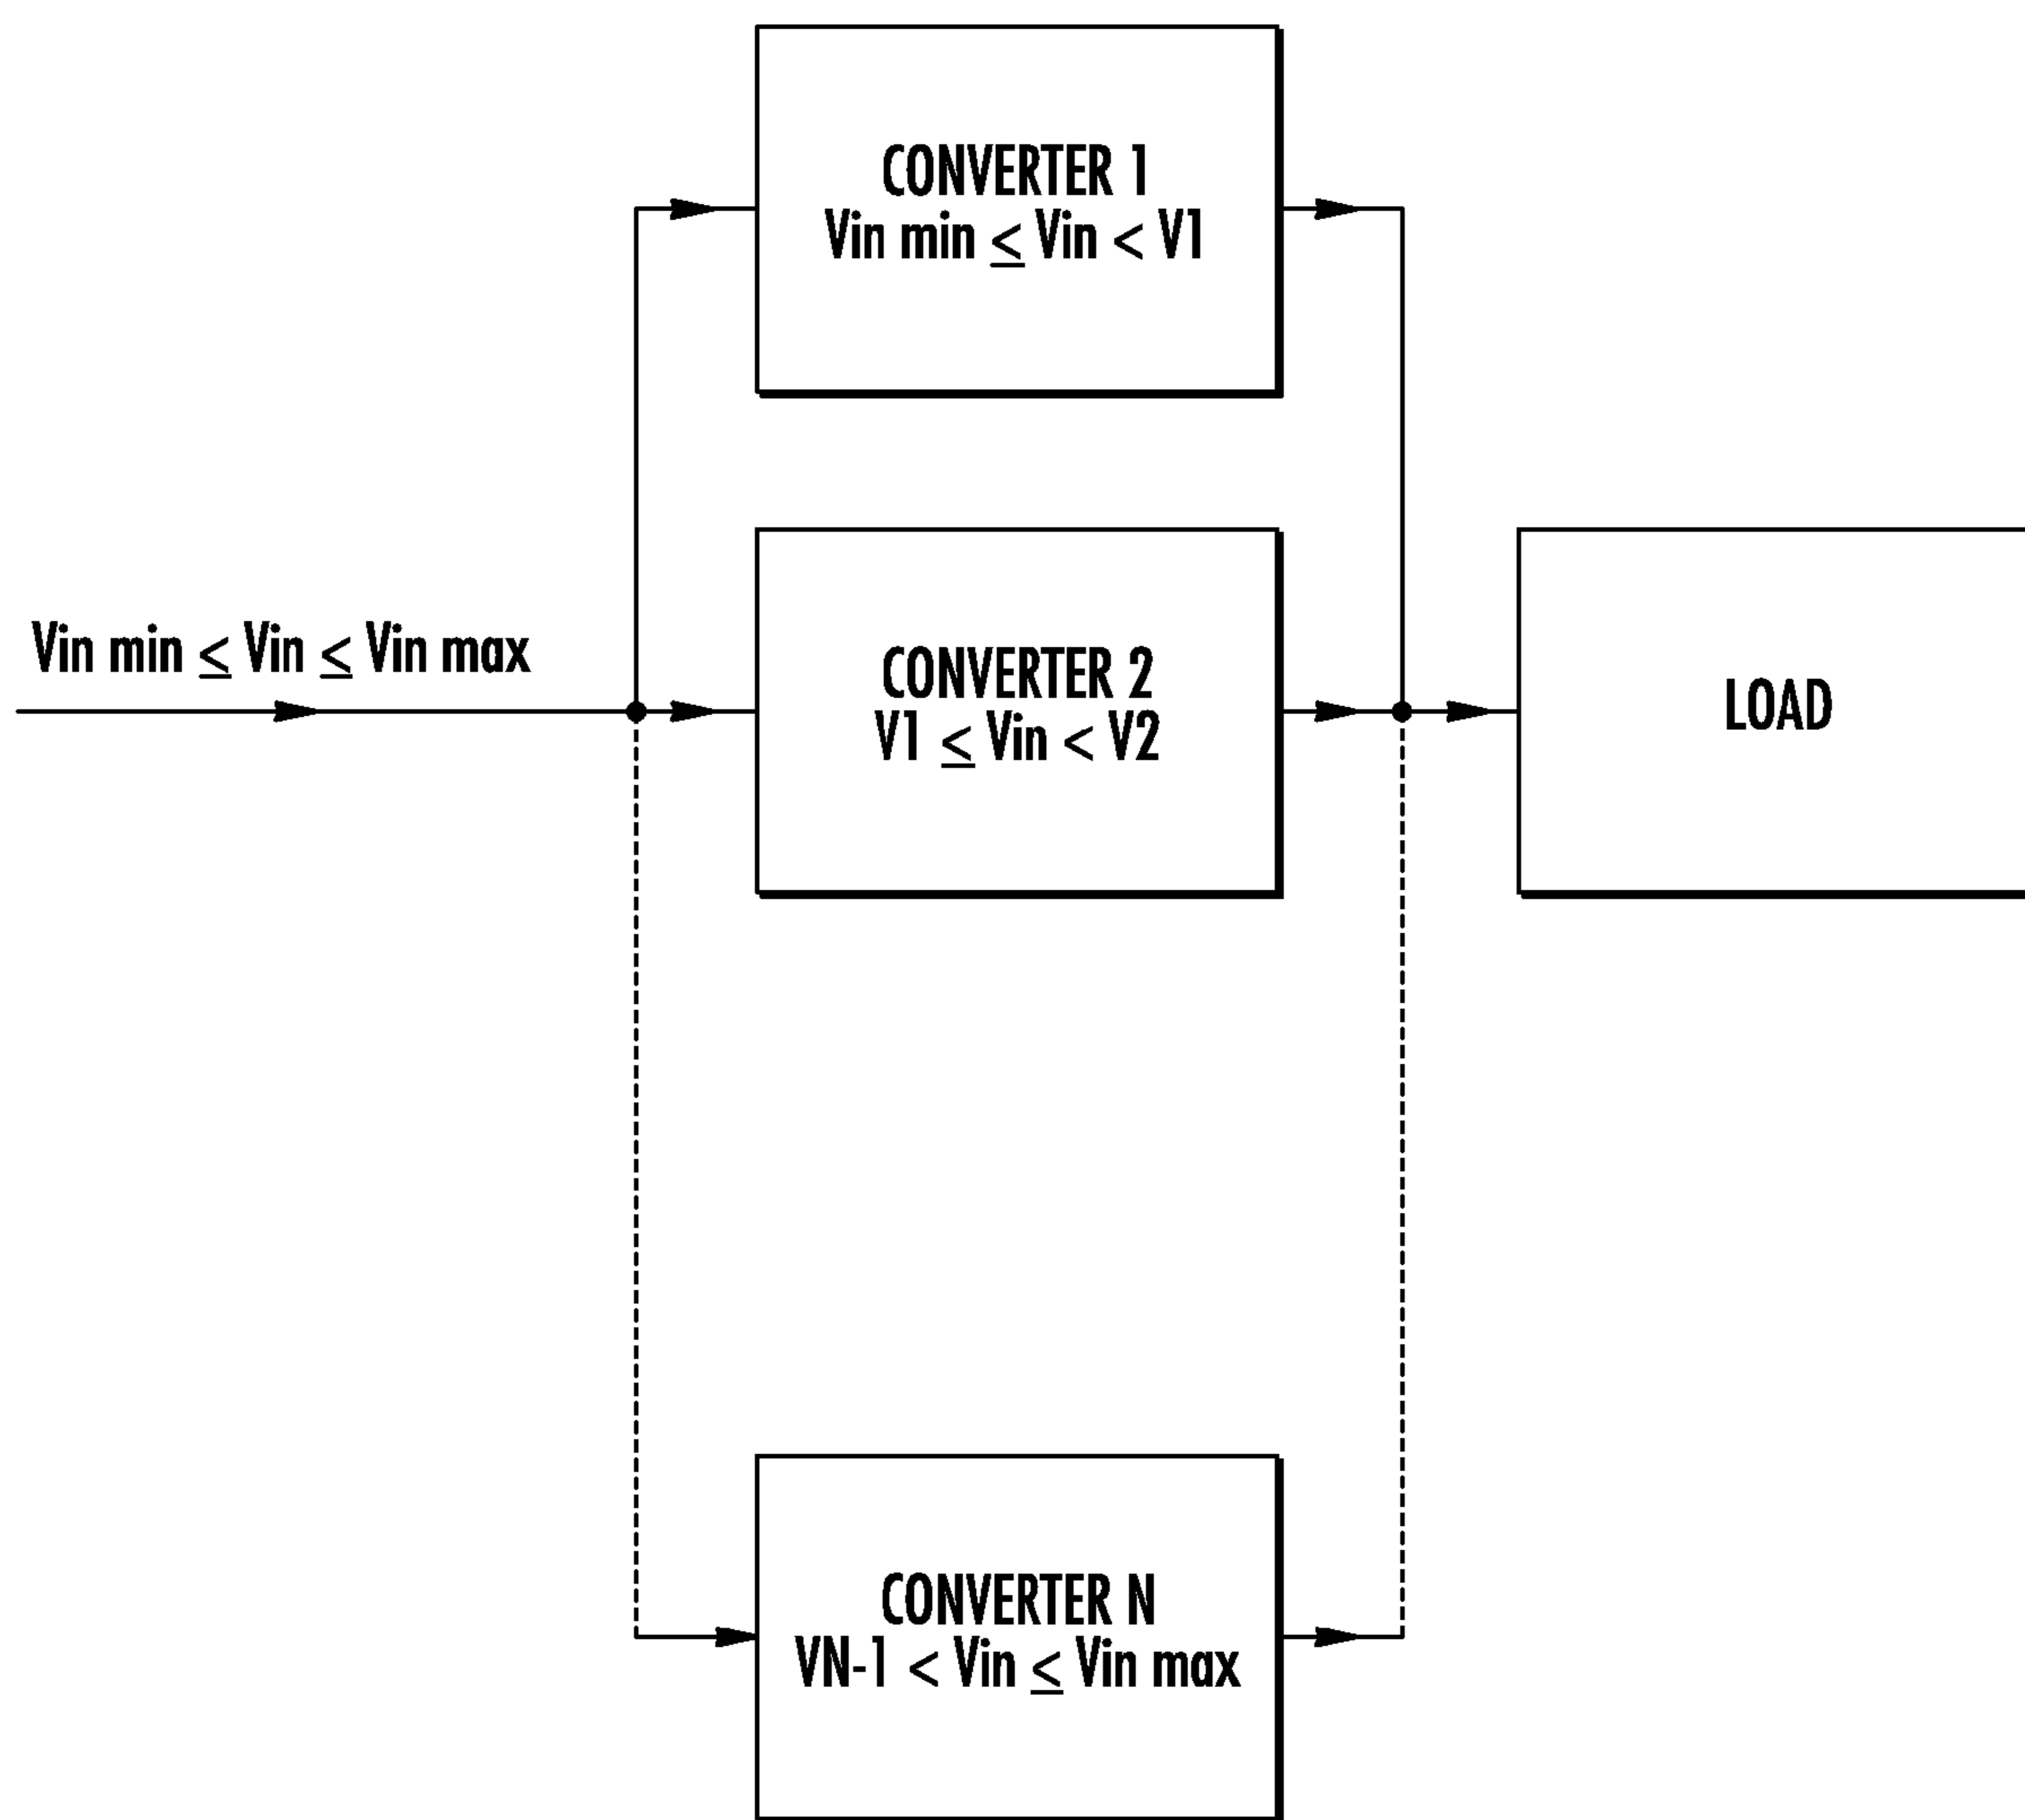 CONVERTER 1
Vin min ≤ Vin < V1
Vin min ≤ Vin ≤ Vin max
CONVERTER 2
V1 ≤ Vin < V2
LOAD
CONVERTER N
VN-1 < Vin ≤ Vin max